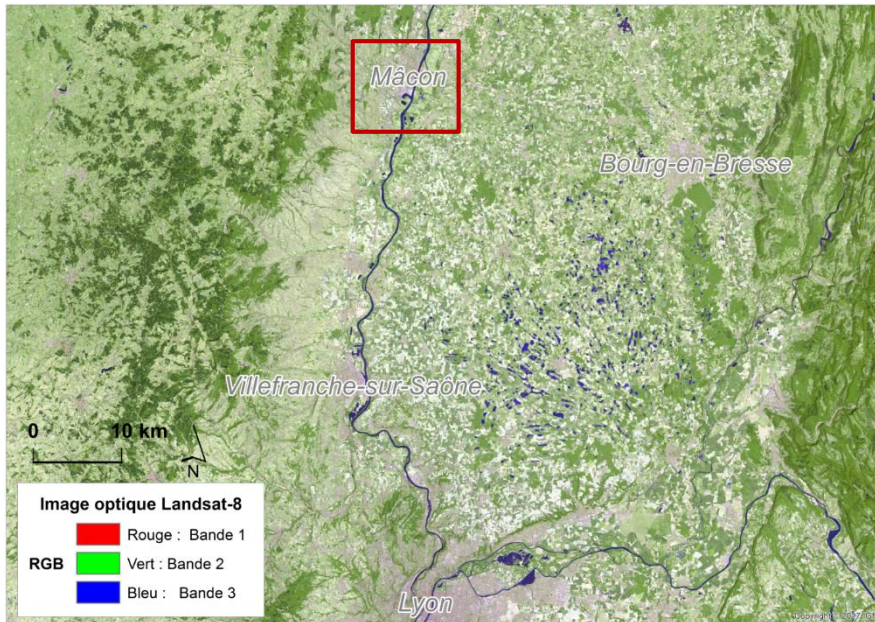 Mâcon
Bourg-en-Bresse
Villefranche-sur-Saône
0 10 km
N
Image optique Landsat-8
Rouge : Bande 1
RGB Vert : Bande 2
Bleu : Bande 3
Lyon
Copyright